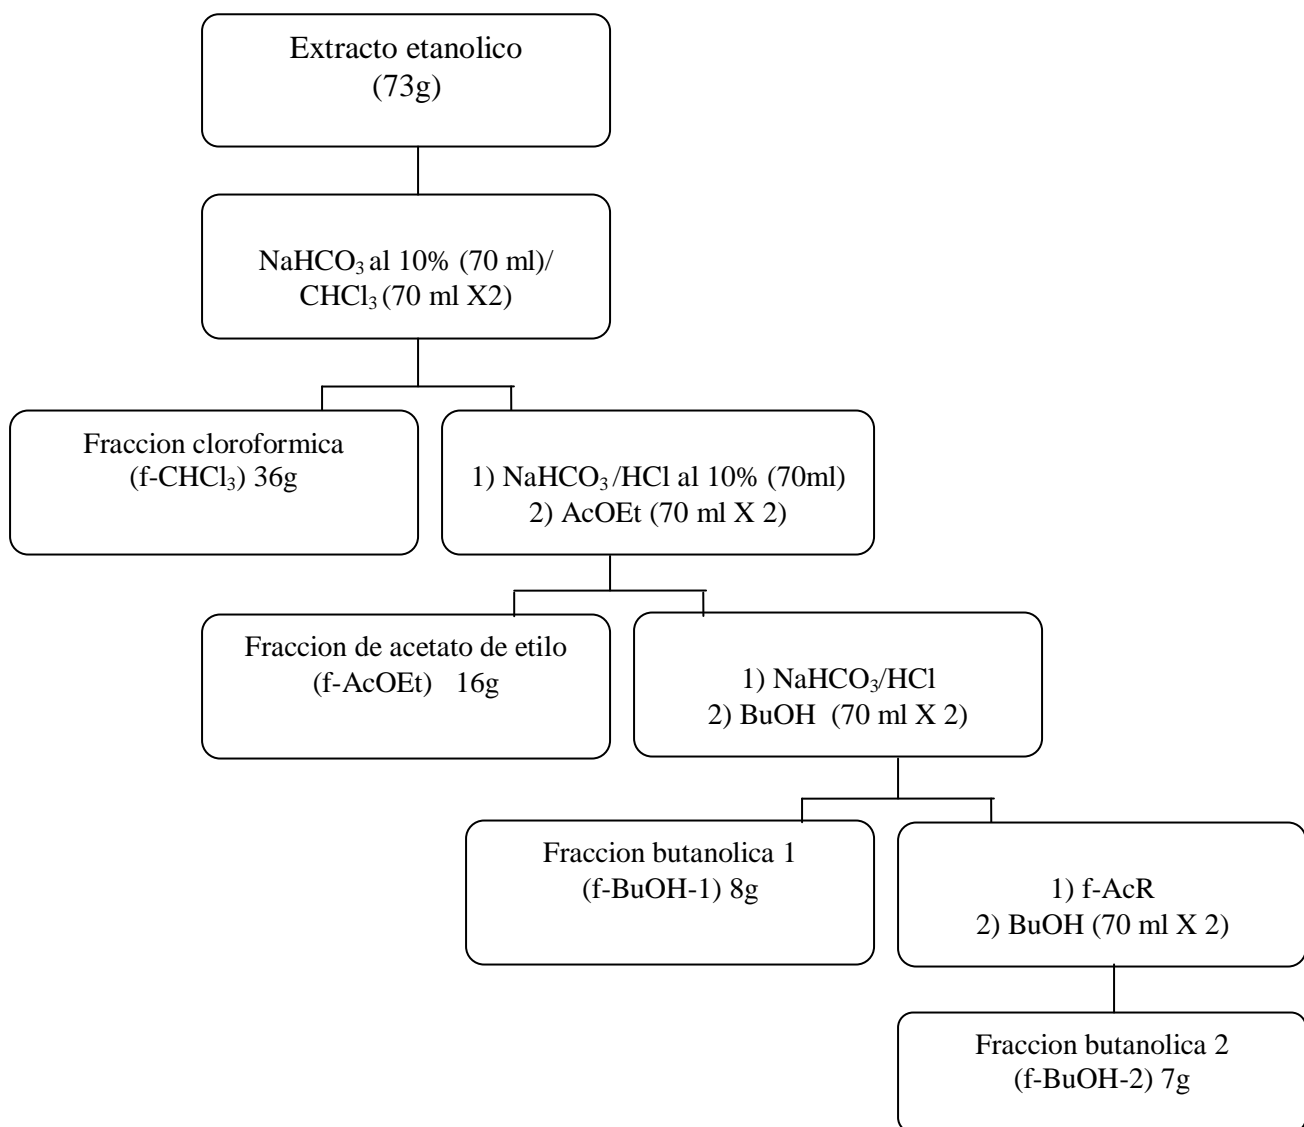 Extracto etanolico
(73g)
NaHCO₃ al 10% (70 ml)/
CHCl₃ (70 ml X2)
Fraccion cloroformica
(f-CHCl₃) 36g
1) NaHCO₃ /HCl al 10% (70ml)
2) AcOEt (70 ml X 2)
Fraccion de acetato de etilo
(f-AcOEt) 16g
1) NaHCO₃/HCl
2) BuOH (70 ml X 2)
Fraccion butanolica 1
(f-BuOH-1) 8g
1) f-AcR
2) BuOH (70 ml X 2)
Fraccion butanolica 2
(f-BuOH-2) 7g